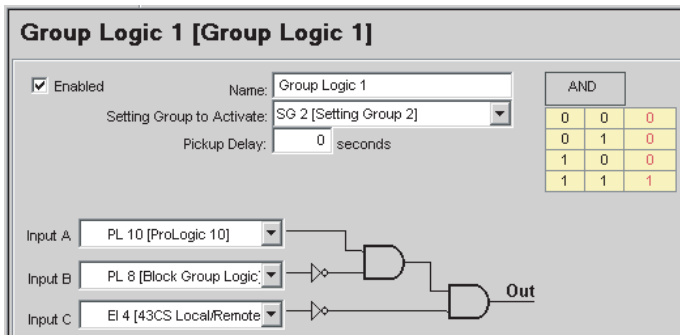 Group Logic 1 [Group Logic 1]
Enabled
Name: Group Logic 1
Setting Group to Activate: SG 2 [Setting Group 2]
Pickup Delay: 0 seconds
AND
0 0 0
0 1 0
1 0 0
1 1 1
Input A PL 10 [ProLogic 10]
Input B PL 8 [Block Group Logic]
Input C EI 4 [43CS Local/Remote
Out